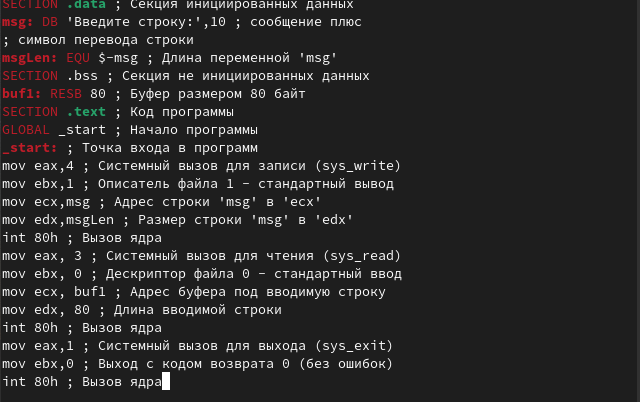 SECTION .data ; Секция инициированных данных
msg: DB 'Введите строку:',10 ; сообщение плюс
; символ перевода строки
msgLen: EQU $-msg ; Длина переменной 'msg'
SECTION .bss ; Секция не инициированных данных
buf1: RESB 80 ; Буфер размером 80 байт
SECTION .text ; Код программы
GLOBAL _start ; Начало программы
_start: ; Точка входа в программ
mov eax,4 ; Системный вызов для записи (sys_write)
mov ebx,1 ; Описатель файла 1 - стандартный вывод
mov ecx,msg ; Адрес строки 'msg' в 'ecx'
mov edx,msgLen ; Размер строки 'msg' в 'edx'
int 80h ; Вызов ядра
mov eax, 3 ; Системный вызов для чтения (sys_read)
mov ebx, 0 ; Дескриптор файла 0 - стандартный ввод
mov ecx, buf1 ; Адрес буфера под вводимую строку
mov edx, 80 ; Длина вводимой строки
int 80h ; Вызов ядра
mov eax,1 ; Системный вызов для выхода (sys_exit)
mov ebx,0 ; Выход с кодом возврата 0 (без ошибок)
int 80h ; Вызов ядра